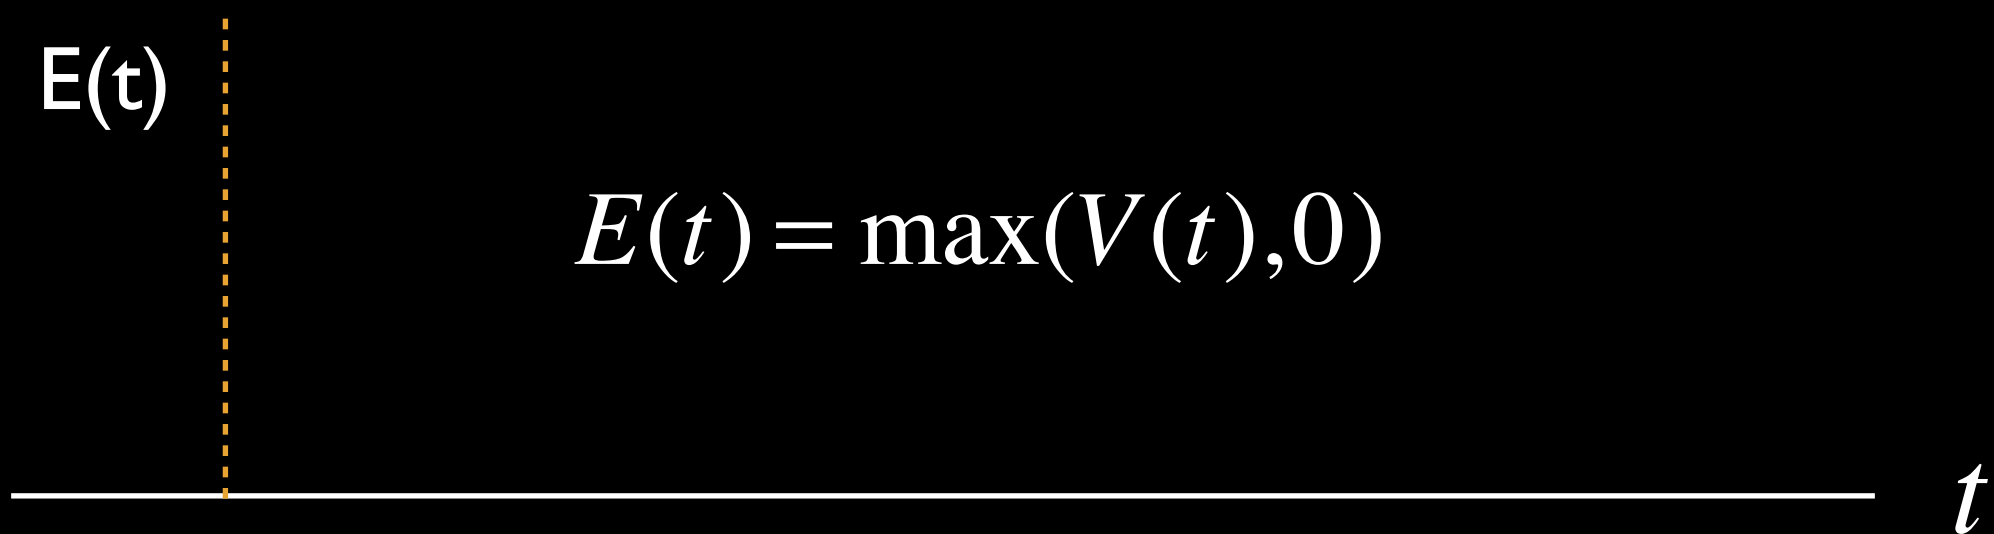 E(t)
E(t) = max(V(t),0)
t